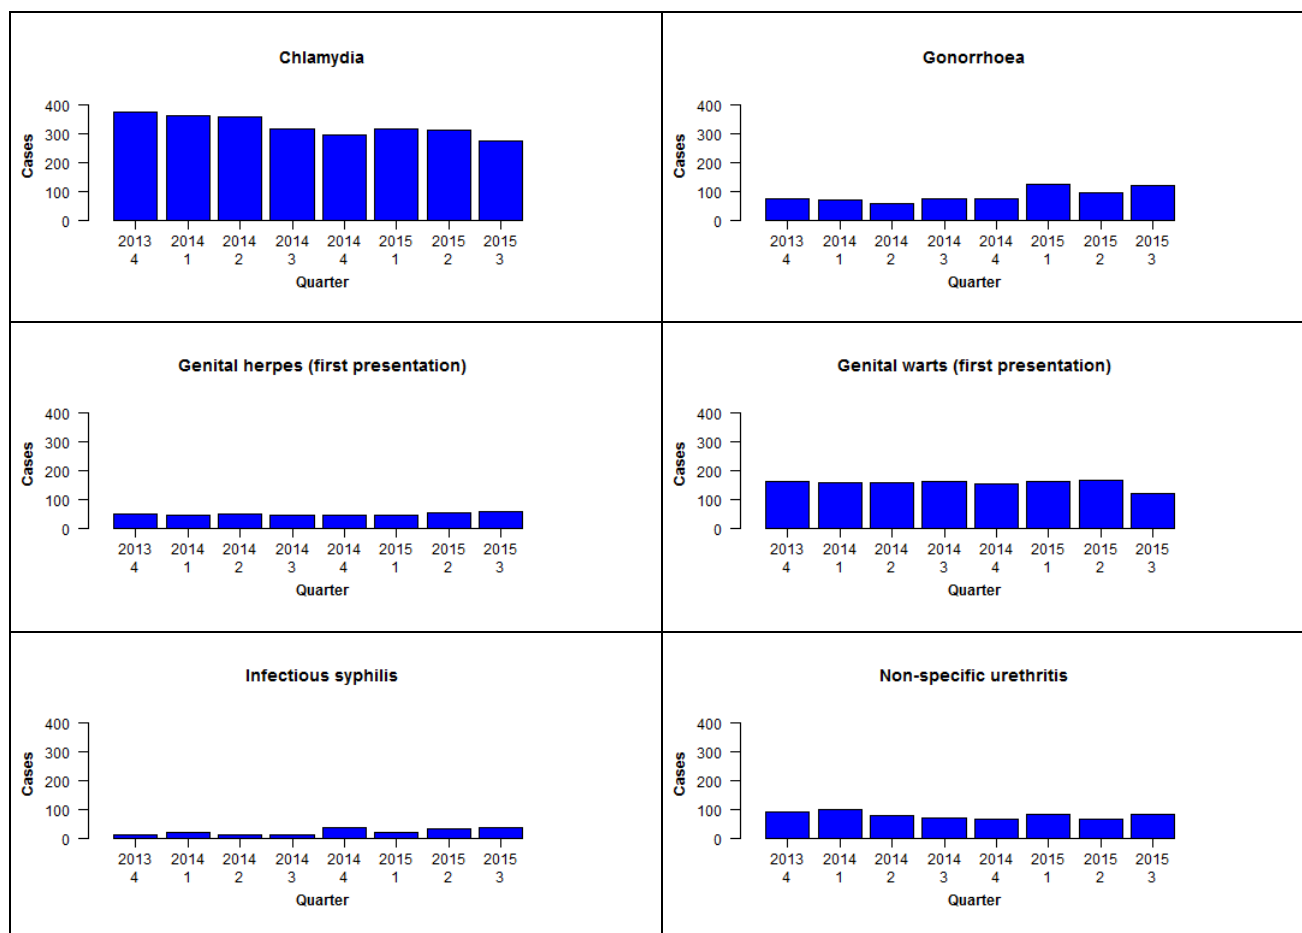 Chlamydia
Cases
400
300
200
100
0
2013 2014 2014 2014 2014 2015 2015 2015
4 1 2 3 4 1 2 3
Quarter
Gonorrhoea
Cases
400
300
200
100
0
2013 2014 2014 2014 2014 2015 2015 2015
4 1 2 3 4 1 2 3
Quarter
Genital herpes (first presentation)
Cases
400
300
200
100
0
2013 2014 2014 2014 2014 2015 2015 2015
4 1 2 3 4 1 2 3
Quarter
Genital warts (first presentation)
Cases
400
300
200
100
0
2013 2014 2014 2014 2014 2015 2015 2015
4 1 2 3 4 1 2 3
Quarter
Infectious syphilis
Cases
400
300
200
100
0
2013 2014 2014 2014 2014 2015 2015 2015
4 1 2 3 4 1 2 3
Quarter
Non-specific urethritis
Cases
400
300
200
100
0
2013 2014 2014 2014 2014 2015 2015 2015
4 1 2 3 4 1 2 3
Quarter